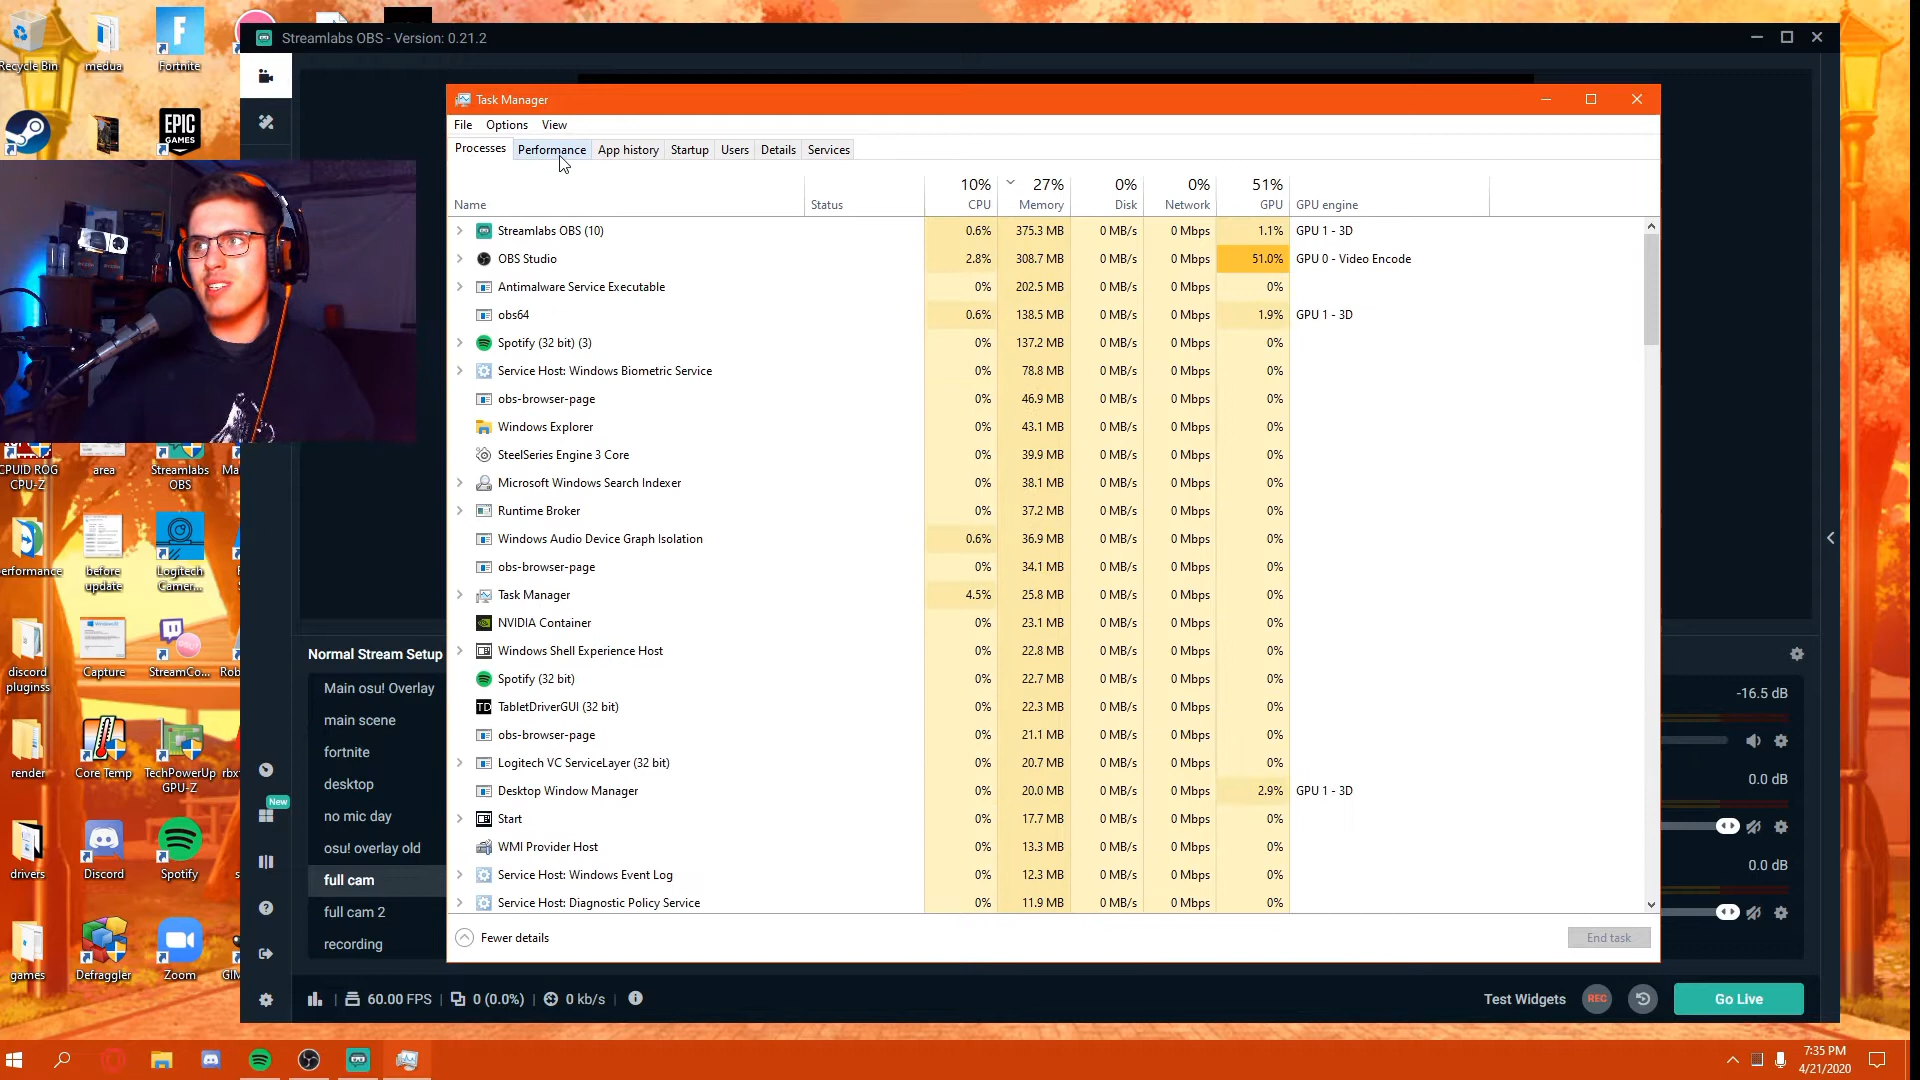 Recycle Bin
medua
Fortnite
EPIC
GAMES
Streamlabs OBS - Version: 0.21.2
Task Manager
File Options View
Processes Performance App history Startup Users Details Services
10% 27% 0% 0% 51%
Name Status CPU Memory Disk Network GPU GPU engine
Streamlabs OBS (10) 0.6% 375.3 MB 0 MB/s 0 Mbps 1.1% GPU 1 - 3D
OBS Studio 2.8% 308.7 MB 0 MB/s 0 Mbps 51.0% GPU 0 - Video Encode
Antimalware Service Executable 0% 202.5 MB 0 MB/s 0 Mbps 0%
obs64 0.6% 138.5 MB 0 MB/s 0 Mbps 1.9% GPU 1 - 3D
Spotify (32 bit) (3) 0% 137.2 MB 0 MB/s 0 Mbps 0%
Service Host: Windows Biometric Service 0% 78.8 MB 0 MB/s 0 Mbps 0%
obs-browser-page 0% 46.9 MB 0 MB/s 0 Mbps 0%
Windows Explorer 0% 43.1 MB 0 MB/s 0 Mbps 0%
SteelSeries Engine 3 Core 0% 39.9 MB 0 MB/s 0 Mbps 0%
Microsoft Windows Search Indexer 0% 38.1 MB 0 MB/s 0 Mbps 0%
Runtime Broker 0% 37.2 MB 0 MB/s 0 Mbps 0%
Windows Audio Device Graph Isolation 0.6% 36.9 MB 0 MB/s 0 Mbps 0%
obs-browser-page 0% 34.1 MB 0 MB/s 0 Mbps 0%
Task Manager 4.5% 25.8 MB 0 MB/s 0 Mbps 0%
NVIDIA Container 0% 23.1 MB 0 MB/s 0 Mbps 0%
Windows Shell Experience Host 0% 22.8 MB 0 MB/s 0 Mbps 0%
Spotify (32 bit) 0% 22.7 MB 0 MB/s 0 Mbps 0%
TD TabletDriverGUI (32 bit) 0% 22.3 MB 0 MB/s 0 Mbps 0%
obs-browser-page 0% 21.1 MB 0 MB/s 0 Mbps 0%
Logitech VC ServiceLayer (32 bit) 0% 20.7 MB 0 MB/s 0 Mbps 0%
Desktop Window Manager 0% 20.0 MB 0 MB/s 0 Mbps 2.9% GPU 1 - 3D
Start 0% 17.7 MB 0 MB/s 0 Mbps 0%
WMI Provider Host 0% 13.3 MB 0 MB/s 0 Mbps 0%
Service Host: Windows Event Log 0% 12.3 MB 0 MB/s 0 Mbps 0%
Service Host: Diagnostic Policy Service 0% 11.9 MB 0 MB/s 0 Mbps 0%
Fewer details End task
CPUID ROG
CPU-Z
area
Streamlabs
OBS
Ma
erformance
before
update
Logitech
Camer...
discord
pluginss
Capture
StreamCo...
Rob
render
Core Temp
TechPowerUp
GPU-Z
rbx
drivers
Discord
Spotify
s
games
Defraggler
Zoom
GIM
New
Normal Stream Setup
Main osu! Overlay
main scene
fortnite
desktop
no mic day
osu! overlay old
full cam
full cam 2
recording
-16.5 dB
0.0 dB
0.0 dB
60.00 FPS | 0 (0.0%) | 0 kb/s
Test Widgets REC Go Live
7:35 PM
4/21/2020